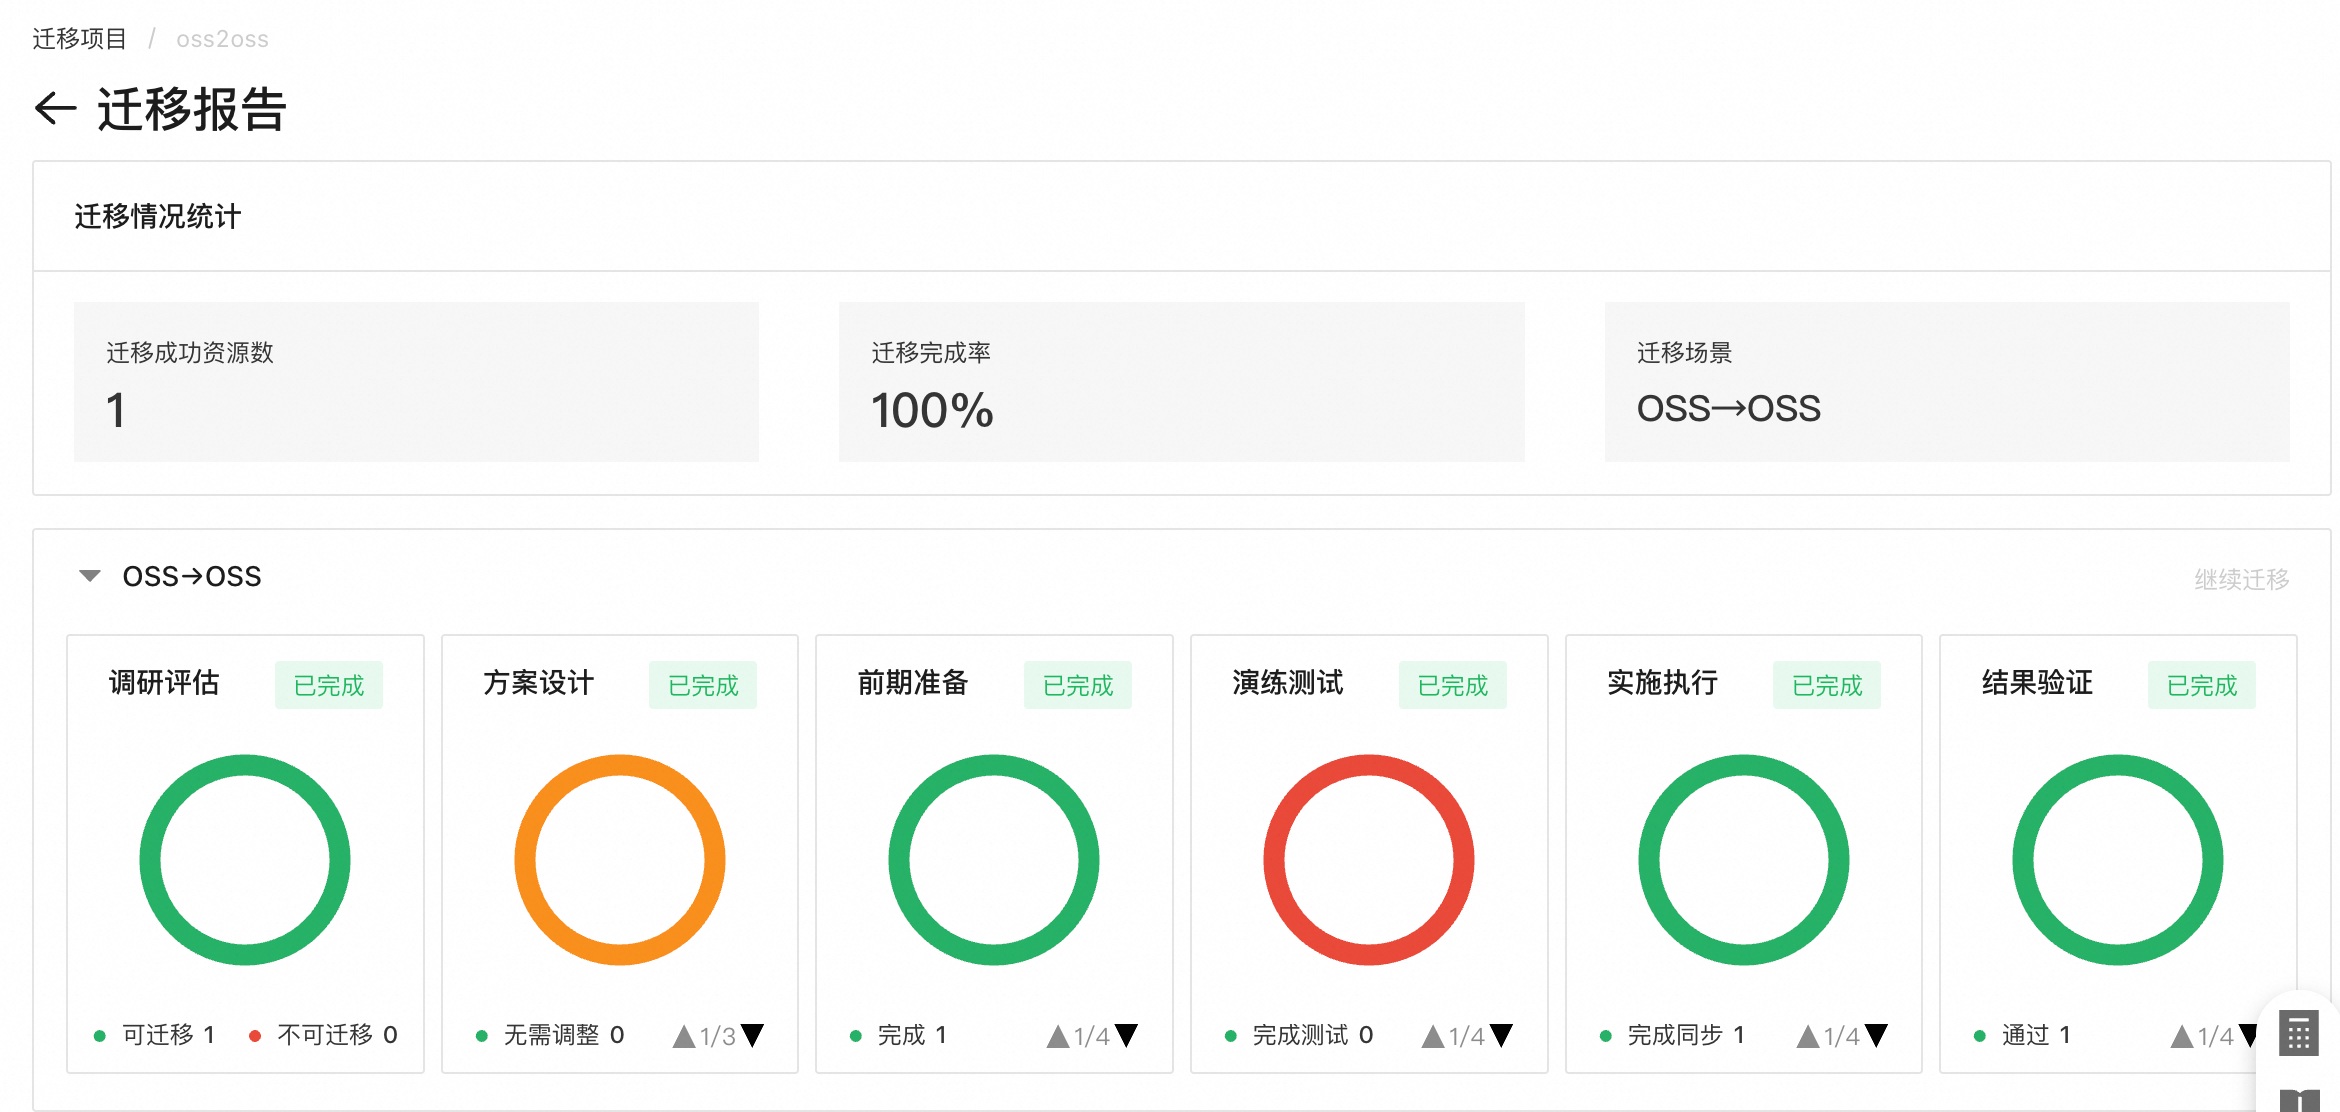 迁移项目 / oss2oss
迁移报告
迁移情况统计
迁移成功资源数
1
迁移完成率
100%
迁移场景
OSS→OSS
OSS→OSS
继续迁移
调研评估 已完成
可迁移 1 不可迁移 0
方案设计 已完成
无需调整 0 1/3
前期准备 已完成
完成 1 1/4
演练测试 已完成
完成测试 0 1/4
实施执行 已完成
完成同步 1 1/4
结果验证 已完成
通过 1 1/4